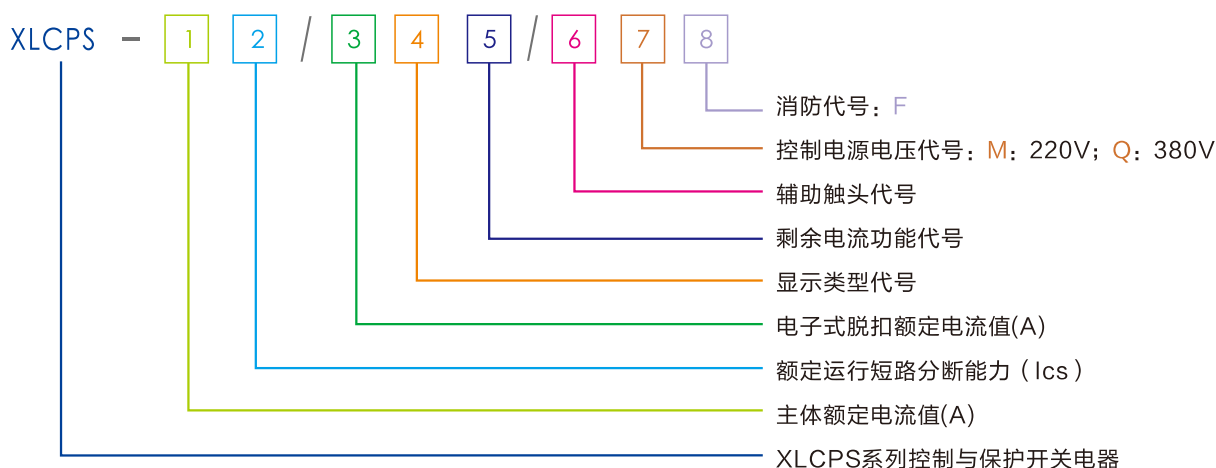 XLCPS - 1 2 / 3 4 5 / 6 7 8
消防代号：F
控制电源电压代号：M：220V；Q：380V
辅助触头代号
剩余电流功能代号
显示类型代号
电子式脱扣额定电流值(A)
额定运行短路分断能力（Ics）
主体额定电流值(A)
XLCPS系列控制与保护开关电器